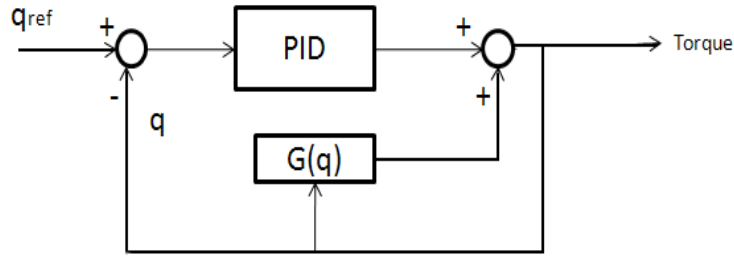 qref
+
PID
+
Torque
-
q
+
G(q)